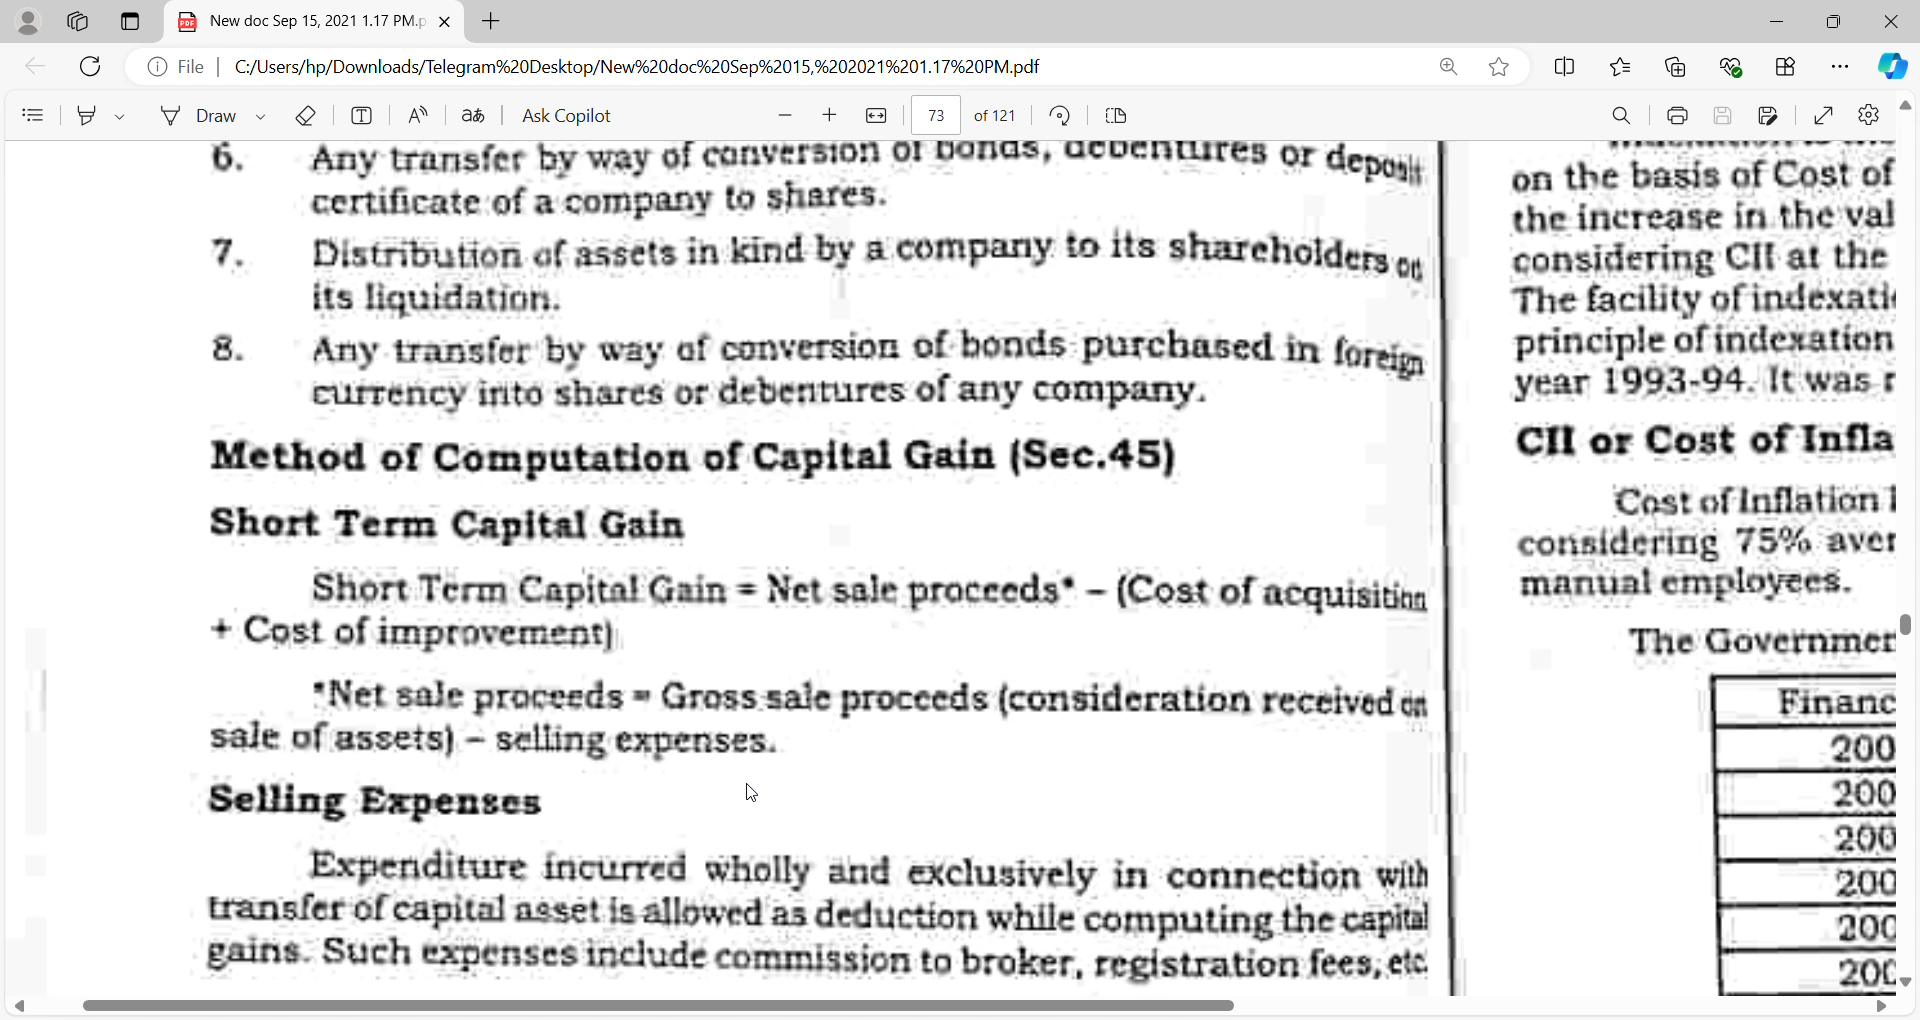 New doc Sep 15, 2021 1.17 PM.p
File
C:/Users/hp/Downloads/Telegram%20Desktop/New%20doc%20Sep%2015,%202021%201.17%20PM.pdf
Draw
Ask Copilot
73 of 121
6. Any transfer by way of conversion of bonds, debentures or deposit
certificate of a company to shares.
7. Distribution of assets in kind by a company to its shareholders on
its liquidation.
8. Any transfer by way of conversion of bonds purchased in foreign
currency into shares or debentures of any company.
Method of Computation of Capital Gain (Sec.45)
Short Term Capital Gain
Short Term Capital Gain = Net sale proceeds* – (Cost of acquisition
+ Cost of improvement)
*Net sale proceeds = Gross sale proceeds (consideration received on
sale of assets) – selling expenses.
Selling Expenses
Expenditure incurred wholly and exclusively in connection with
transfer of capital asset is allowed as deduction while computing the capital
gains. Such expenses include commission to broker, registration fees, etc.
on the basis of Cost of
the increase in the val
considering CII at the
The facility of indexati
principle of indexation
year 1993-94. It was r
CII or Cost of Infla
Cost of Inflation I
considering 75% aver
manual employees.
The Governmen
Financ
200
200
200
200
200
200